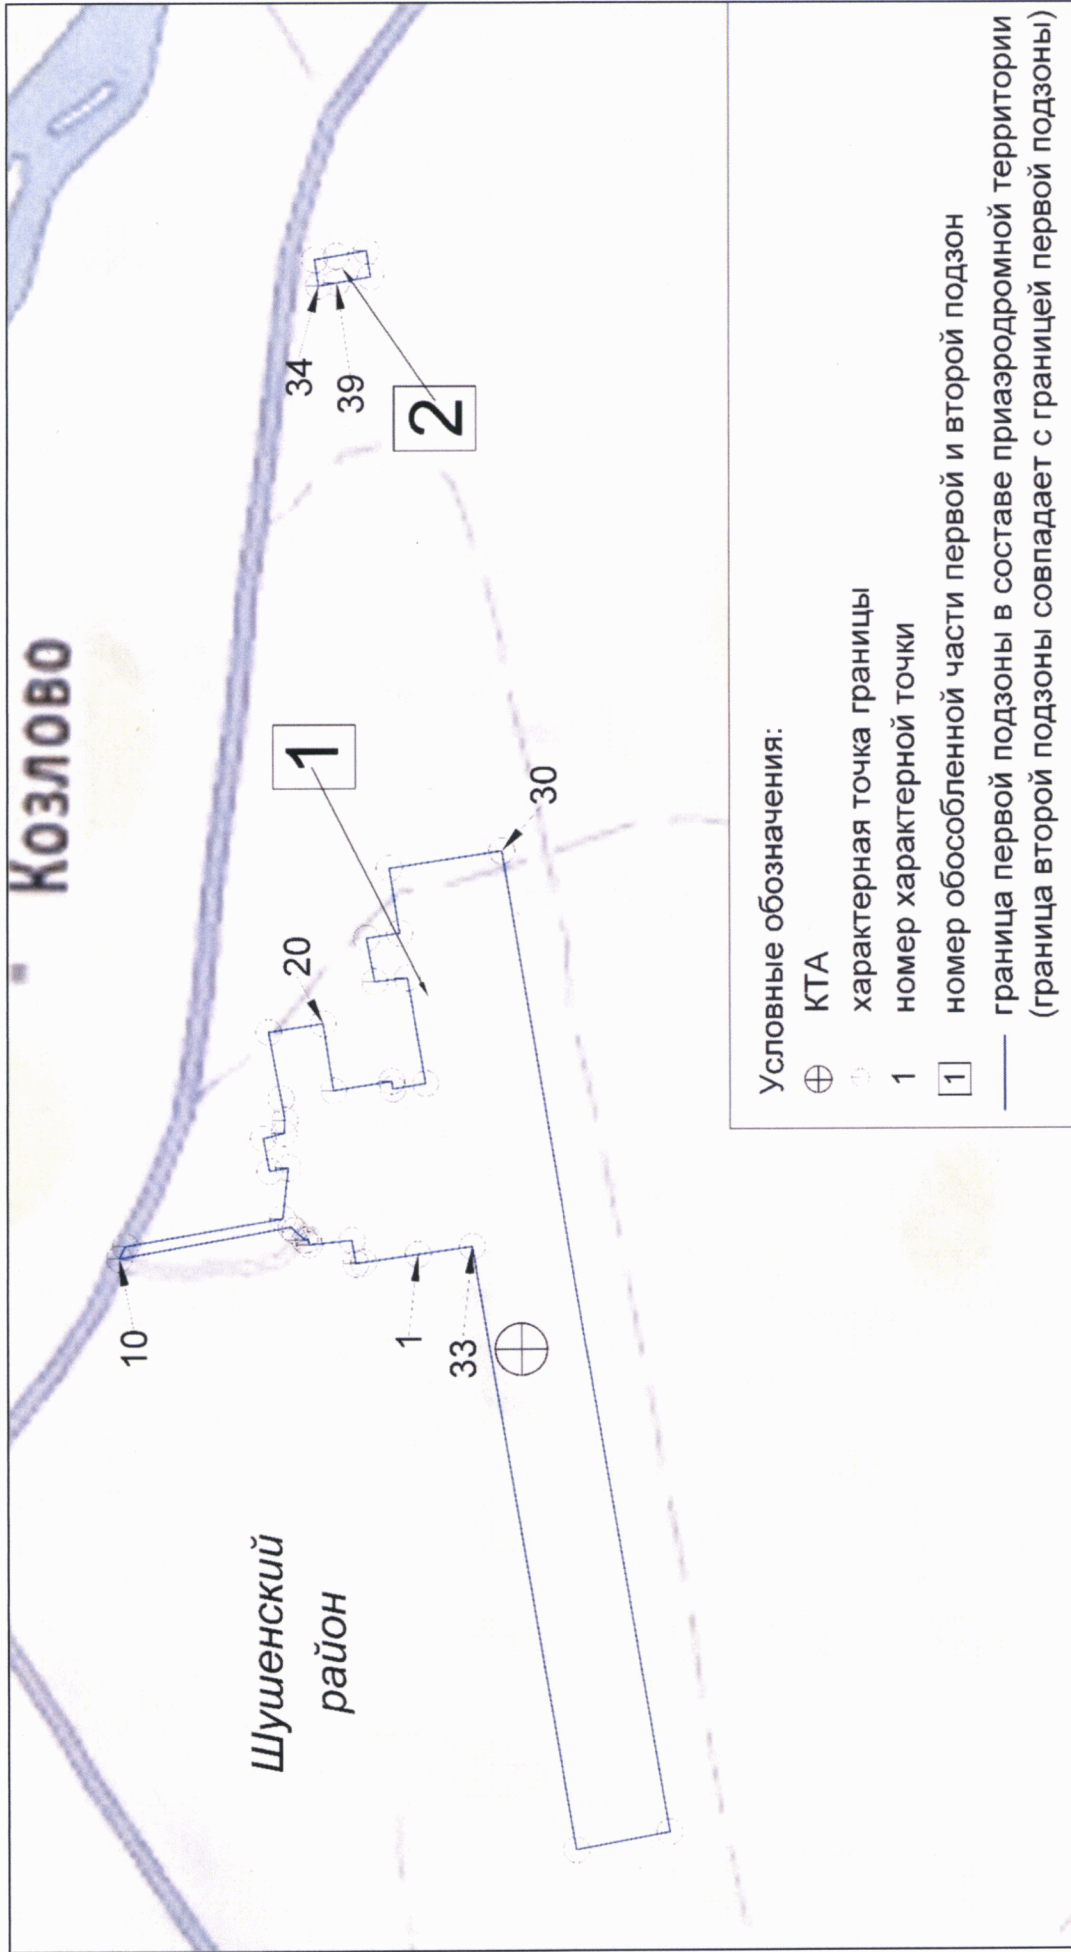 Козлово
Шушенский
район
10
20
1
1
33
30
34
39
2
Условные обозначения:
КТА
характерная точка границы
1 номер характерной точки
1 номер обособленной части первой и второй подзон
граница первой подзоны в составе приаэродромной территории
(граница второй подзоны совпадает с границей первой подзоны)